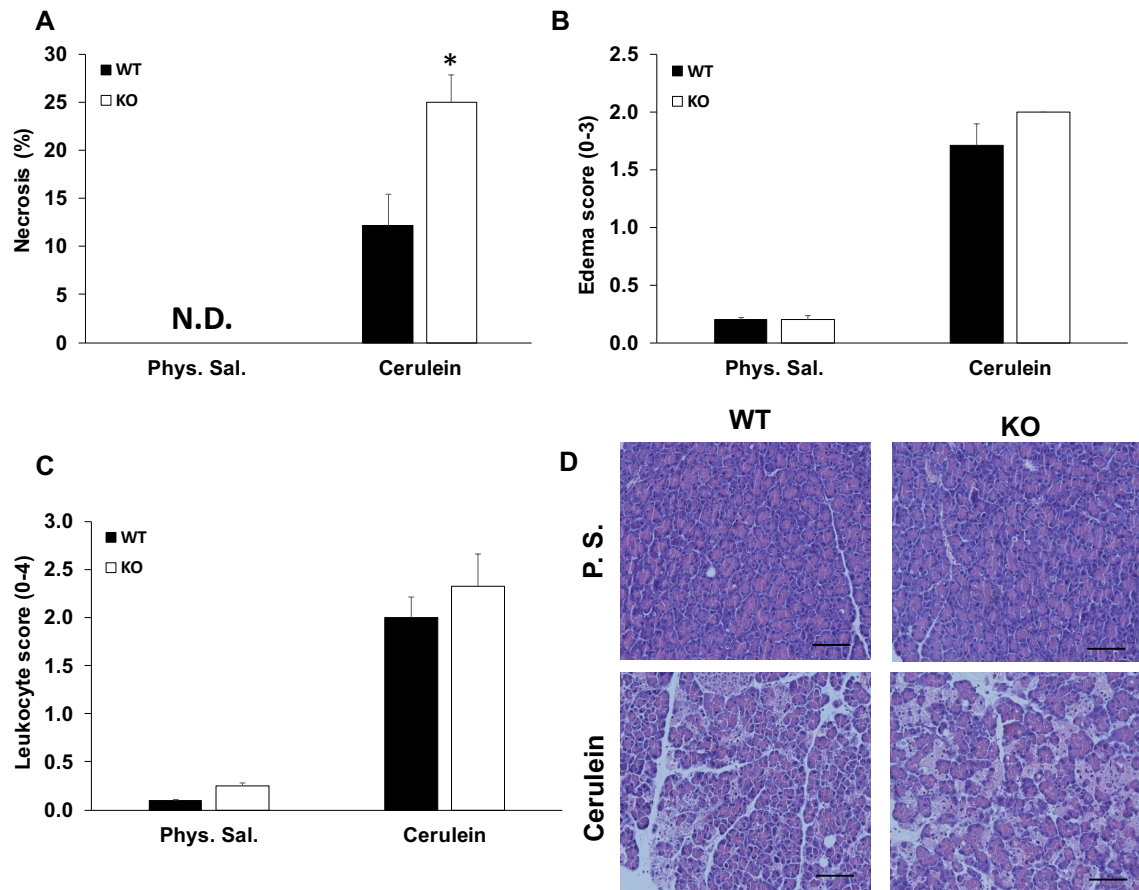 A
Necrosis (%)
30
25
20
15
10
5
0
WT
KO
*
N.D.
Phys. Sal.
Cerulein
B
Edema score (0-3)
2.5
2.0
1.5
1.0
0.5
0.0
WT
KO
Phys. Sal.
Cerulein
C
Leukocyte score (0-4)
3.0
2.5
2.0
1.5
1.0
0.5
0.0
WT
KO
Phys. Sal.
Cerulein
D
WT
KO
P. S.
Cerulein